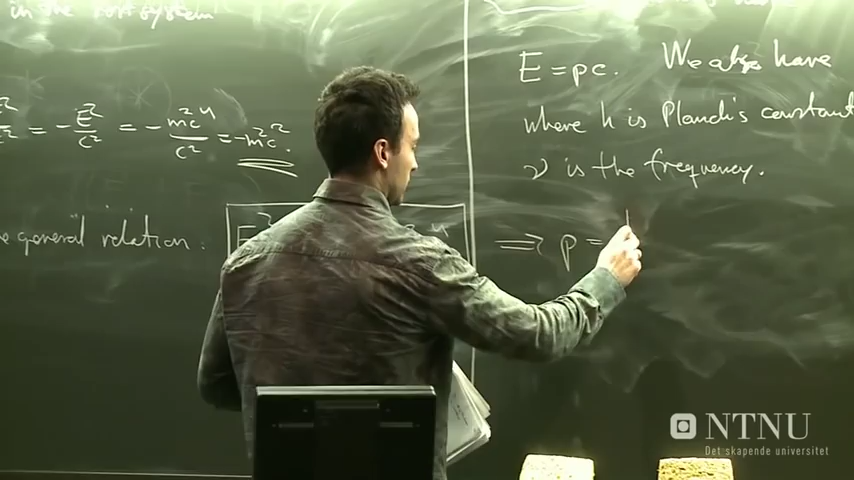 in the rest system
= - E²/c² = - m²c⁴/c² = -m²c².
general relation:
E²
E = pc. We also have
where h is Planck's constant
ν is the frequency.
⟹ p =
NTNU
Det skapende universitet